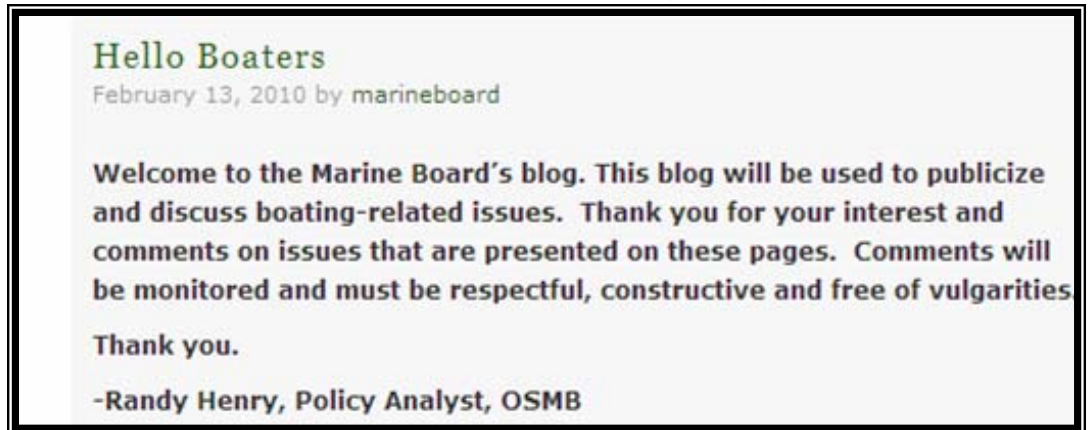 Hello Boaters
February 13, 2010 by marineboard
Welcome to the Marine Board´s blog. This blog will be used to publicize
and discuss boating-related issues.  Thank you for your interest and
comments on issues that are presented on these pages.  Comments will
be monitored and must be respectful, constructive and free of vulgarities.
Thank you.
-Randy Henry, Policy Analyst, OSMB